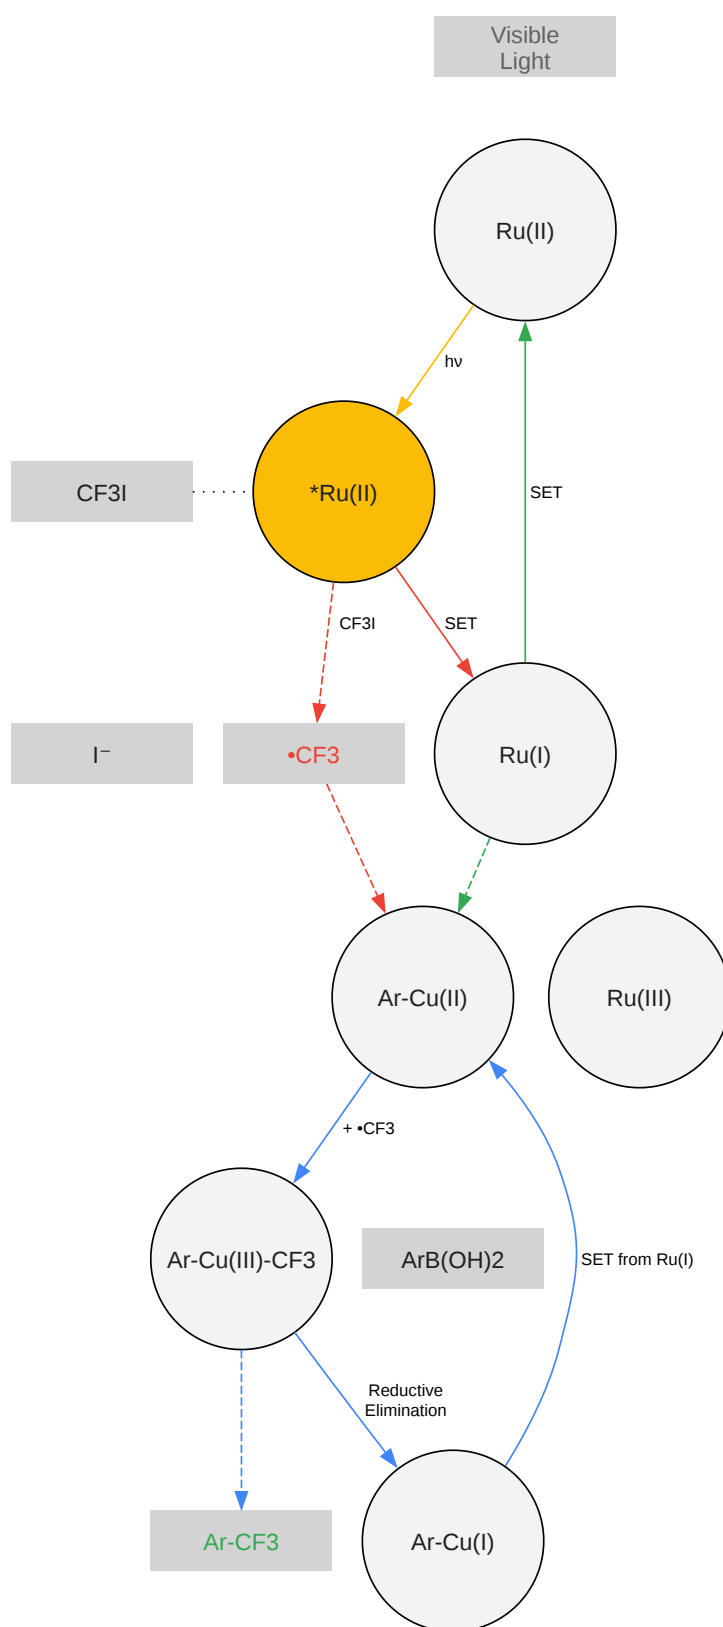 Visible
Light
Ru(II)
hν
CF3I
*Ru(II)
SET
CF3I
SET
I⁻
•CF3
Ru(I)
Ar-Cu(II)
Ru(III)
+ •CF3
Ar-Cu(III)-CF3
ArB(OH)2
SET from Ru(I)
Reductive
Elimination
Ar-CF3
Ar-Cu(I)